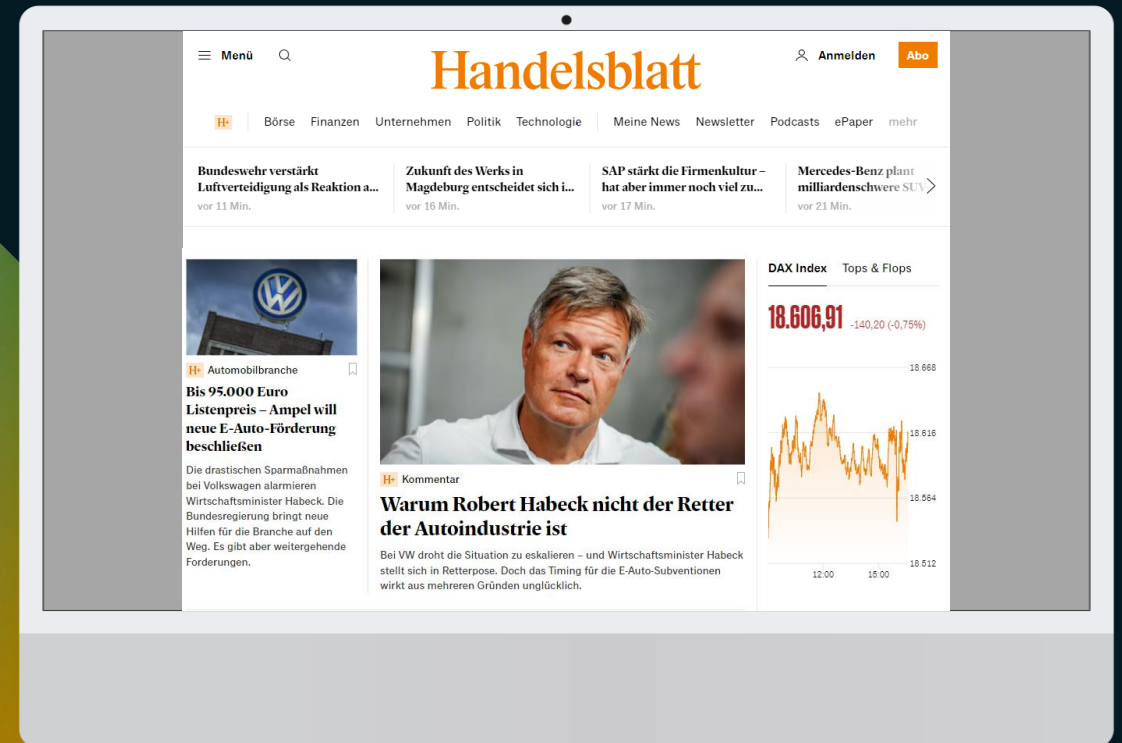 Menü
Handelsblatt
Anmelden
Abo
H+ Börse Finanzen Unternehmen Politik Technologie Meine News Newsletter Podcasts ePaper mehr
Bundeswehr verstärkt
Luftverteidigung als Reaktion a...
vor 11 Min.
Zukunft des Werks in
Magdeburg entscheidet sich i...
vor 16 Min.
SAP stärkt die Firmenkultur –
hat aber immer noch viel zu...
vor 17 Min.
Mercedes-Benz plant
milliardenschwere SUV
vor 21 Min.
H+ Automobilbranche
Bis 95.000 Euro
Listenpreis – Ampel will
neue E-Auto-Förderung
beschließen
Die drastischen Sparmaßnahmen
bei Volkswagen alarmieren
Wirtschaftsminister Habeck. Die
Bundesregierung bringt neue
Hilfen für die Branche auf den
Weg. Es gibt aber weitergehende
Forderungen.
H+ Kommentar
Warum Robert Habeck nicht der Retter
der Autoindustrie ist
Bei VW droht die Situation zu eskalieren – und Wirtschaftsminister Habeck
stellt sich in Retterpose. Doch das Timing für die E-Auto-Subventionen
wirkt aus mehreren Gründen unglücklich.
DAX Index Tops & Flops
18.606,91 -140,20 (-0,75%)
18.668
18.616
18.564
18.512
12:00 15:00